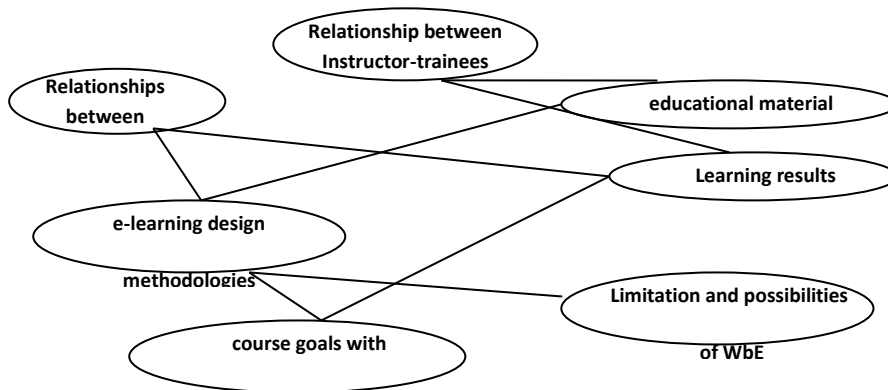 Relationship between
Instructor-trainees
Relationships
between
educational material
Learning results
e-learning design
methodologies
Limitation and possibilities
of WbE
course goals with